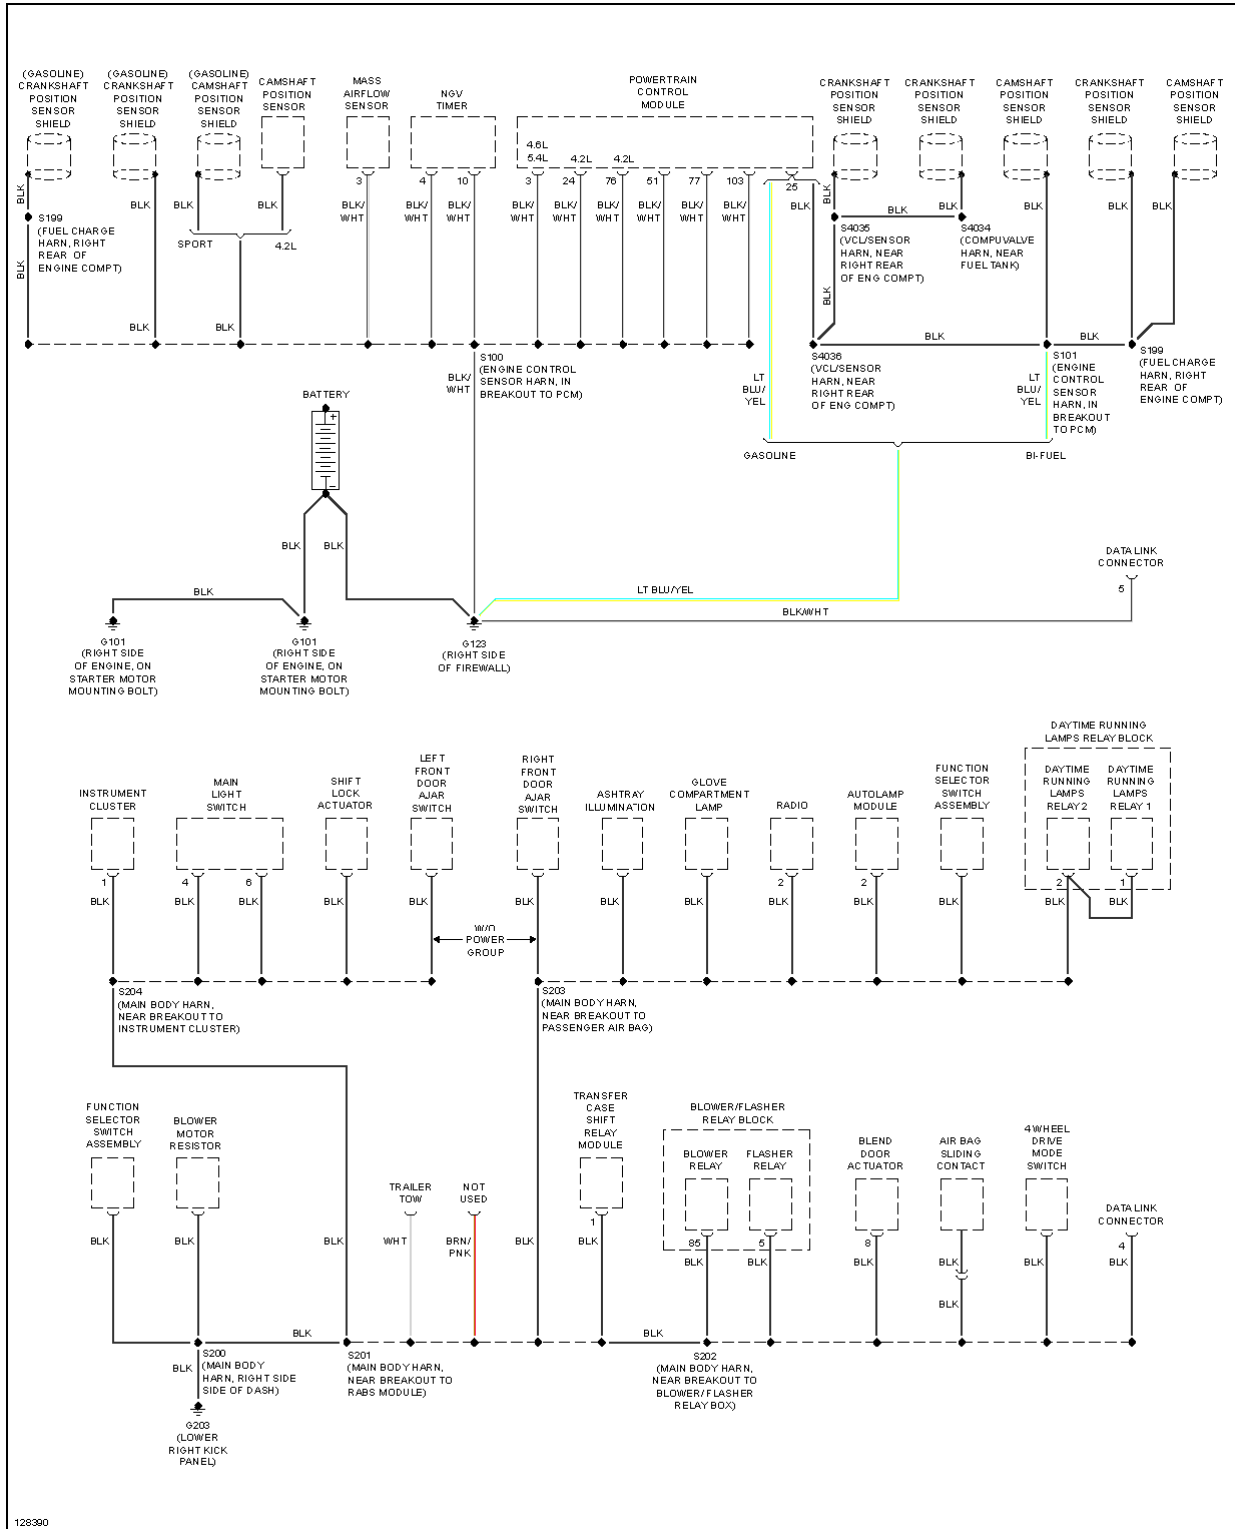 (GASOLINE)
CRANKSHAFT
POSITION
SENSOR
SHIELD
(GASOLINE)
CRANKSHAFT
POSITION
SENSOR
SHIELD
(GASOLINE)
CAMSHAFT
POSITION
SENSOR
SHIELD
CAMSHAFT
POSITION
SENSOR
MASS
AIRFLOW
SENSOR
NGV
TIMER
POWERTRAIN
CONTROL
MODULE
CRANKSHAFT
POSITION
SENSOR
SHIELD
CRANKSHAFT
POSITION
SENSOR
SHIELD
CAMSHAFT
POSITION
SENSOR
SHIELD
CRANKSHAFT
POSITION
SENSOR
SHIELD
CAMSHAFT
POSITION
SENSOR
SHIELD
4.6L
5.4L 4.2L 4.2L
3 4 10 3 24 76 51 77 103 25
BLK
BLK
BLK
BLK
BLK/
WHT
BLK/
WHT
BLK/
WHT
BLK/
WHT
BLK/
WHT
BLK/
WHT
BLK/
WHT
BLK/
WHT
BLK/
WHT
BLK
BLK
BLK
BLK
BLK
BLK
BLK
S199
(FUEL CHARGE
HARN, RIGHT
REAR OF
ENGINE COMPT)
BLK
SPORT
4.2L
S4035
(VCL/SENSOR
HARN, NEAR
RIGHT REAR
OF ENG COMPT)
S4034
(COMPUVALVE
HARN, NEAR
FUEL TANK)
BLK
BLK
BLK
BLK
BLK
S100
(ENGINE CONTROL
SENSOR HARN, IN
BREAKOUT TO PCM)
BLK/
WHT
S4036
(VCL/SENSOR
HARN, NEAR
RIGHT REAR
OF ENG COMPT)
S101
(ENGINE
CONTROL
SENSOR
HARN, IN
BREAKOUT
TO PCM)
S199
(FUEL CHARGE
HARN, RIGHT
REAR OF
ENGINE COMPT)
LT
BLU/
YEL
LT
BLU/
YEL
GASOLINE
BI-FUEL
BATTERY
+
-
BLK
BLK
BLK
LT BLU/YEL
BLK/WHT
DATA LINK
CONNECTOR
5
G101
(RIGHT SIDE
OF ENGINE, ON
STARTER MOTOR
MOUNTING BOLT)
G101
(RIGHT SIDE
OF ENGINE, ON
STARTER MOTOR
MOUNTING BOLT)
G123
(RIGHT SIDE
OF FIREWALL)
INSTRUMENT
CLUSTER
MAIN
LIGHT
SWITCH
SHIFT
LOCK
ACTUATOR
LEFT
FRONT
DOOR
AJAR
SWITCH
RIGHT
FRONT
DOOR
AJAR
SWITCH
ASHTRAY
ILLUMINATION
GLOVE
COMPARTMENT
LAMP
RADIO
AUTOLAMP
MODULE
FUNCTION
SELECTOR
SWITCH
ASSEMBLY
DAYTIME RUNNING
LAMPS RELAY BLOCK
DAYTIME
RUNNING
LAMPS
RELAY 2
DAYTIME
RUNNING
LAMPS
RELAY 1
1 4 6 2 2 2 1
BLK BLK BLK BLK BLK BLK BLK BLK BLK BLK BLK BLK BLK
W/O
POWER
GROUP
S204
(MAIN BODY HARN,
NEAR BREAKOUT TO
INSTRUMENT CLUSTER)
S203
(MAIN BODY HARN,
NEAR BREAKOUT TO
PASSENGER AIR BAG)
FUNCTION
SELECTOR
SWITCH
ASSEMBLY
BLOWER
MOTOR
RESISTOR
TRAILER
TOW
NOT
USED
TRANSFER
CASE
SHIFT
RELAY
MODULE
BLOWER/FLASHER
RELAY BLOCK
BLOWER
RELAY
FLASHER
RELAY
BLEND
DOOR
ACTUATOR
AIR BAG
SLIDING
CONTACT
4 WHEEL
DRIVE
MODE
SWITCH
DATA LINK
CONNECTOR
1 85 5 8 4
BLK
BLK
BLK
WHT
BRN/
PNK
BLK
BLK
BLK
BLK
BLK
BLK
BLK
BLK
BLK
BLK
BLK
S200
(MAIN BODY
HARN, RIGHT SIDE
SIDE OF DASH)
BLK
S201
(MAIN BODY HARN,
NEAR BREAKOUT TO
RABS MODULE)
S202
(MAIN BODY HARN,
NEAR BREAKOUT TO
BLOWER/FLASHER
RELAY BOX)
G203
(LOWER
RIGHT KICK
PANEL)
128390